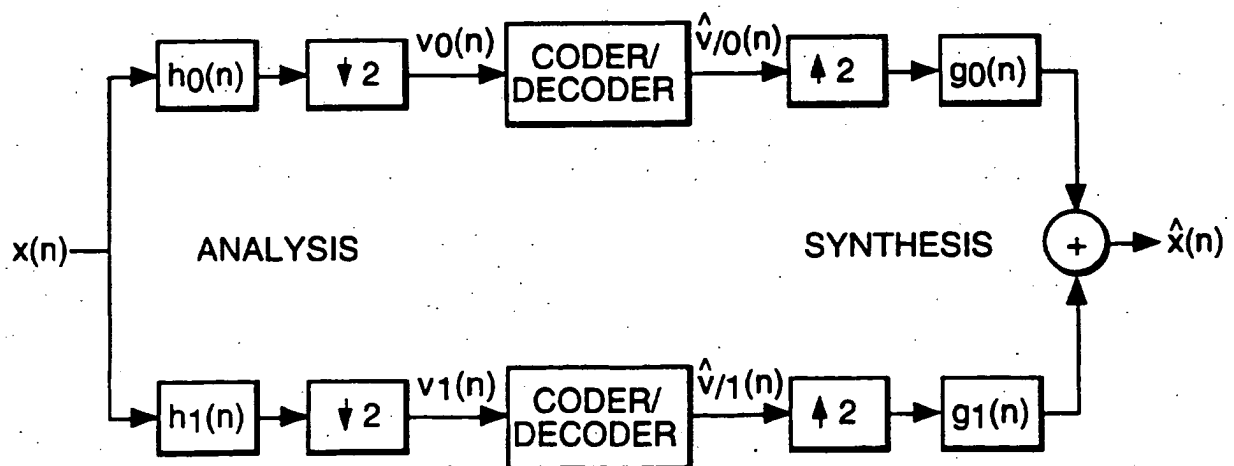 h0(n)
↓ 2
v0(n)
CODER/
DECODER
v̂/0(n)
↑ 2
g0(n)
x(n)
ANALYSIS
SYNTHESIS
+
x̂(n)
h1(n)
↓ 2
v1(n)
CODER/
DECODER
v̂/1(n)
↑ 2
g1(n)